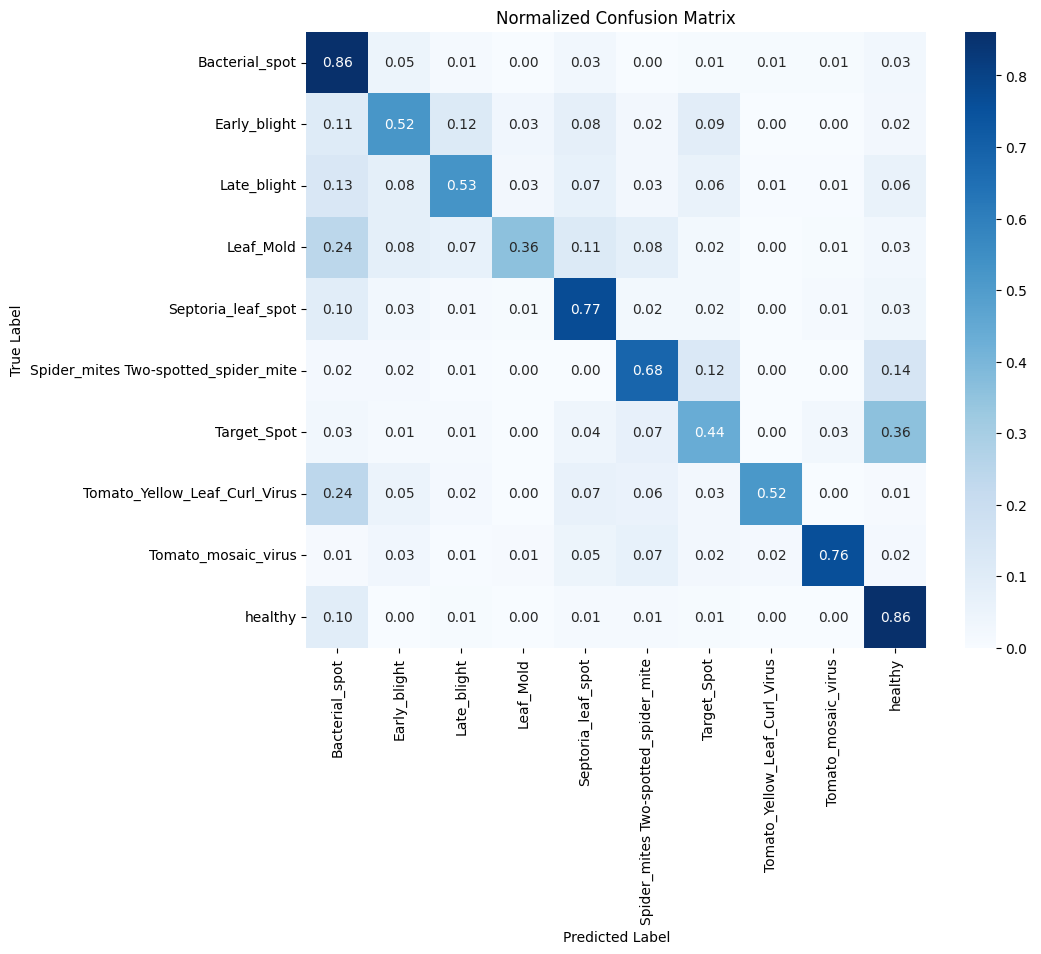 Normalized Confusion Matrix
Bacterial_spot 0.86 0.05 0.01 0.00 0.03 0.00 0.01 0.01 0.01 0.03
Early_blight 0.11 0.52 0.12 0.03 0.08 0.02 0.09 0.00 0.00 0.02
Late_blight 0.13 0.08 0.53 0.03 0.07 0.03 0.06 0.01 0.01 0.06
Leaf_Mold 0.24 0.08 0.07 0.36 0.11 0.08 0.02 0.00 0.01 0.03
Septoria_leaf_spot 0.10 0.03 0.01 0.01 0.77 0.02 0.02 0.00 0.01 0.03
Spider_mites Two-spotted_spider_mite 0.02 0.02 0.01 0.00 0.00 0.68 0.12 0.00 0.00 0.14
Target_Spot 0.03 0.01 0.01 0.00 0.04 0.07 0.44 0.00 0.03 0.36
Tomato_Yellow_Leaf_Curl_Virus 0.24 0.05 0.02 0.00 0.07 0.06 0.03 0.52 0.00 0.01
Tomato_mosaic_virus 0.01 0.03 0.01 0.01 0.05 0.07 0.02 0.02 0.76 0.02
healthy 0.10 0.00 0.01 0.00 0.01 0.01 0.01 0.00 0.00 0.86
True Label
Bacterial_spot
Early_blight
Late_blight
Leaf_Mold
Septoria_leaf_spot
Spider_mites Two-spotted_spider_mite
Target_Spot
Tomato_Yellow_Leaf_Curl_Virus
Tomato_mosaic_virus
healthy
Predicted Label
0.8
0.7
0.6
0.5
0.4
0.3
0.2
0.1
0.0